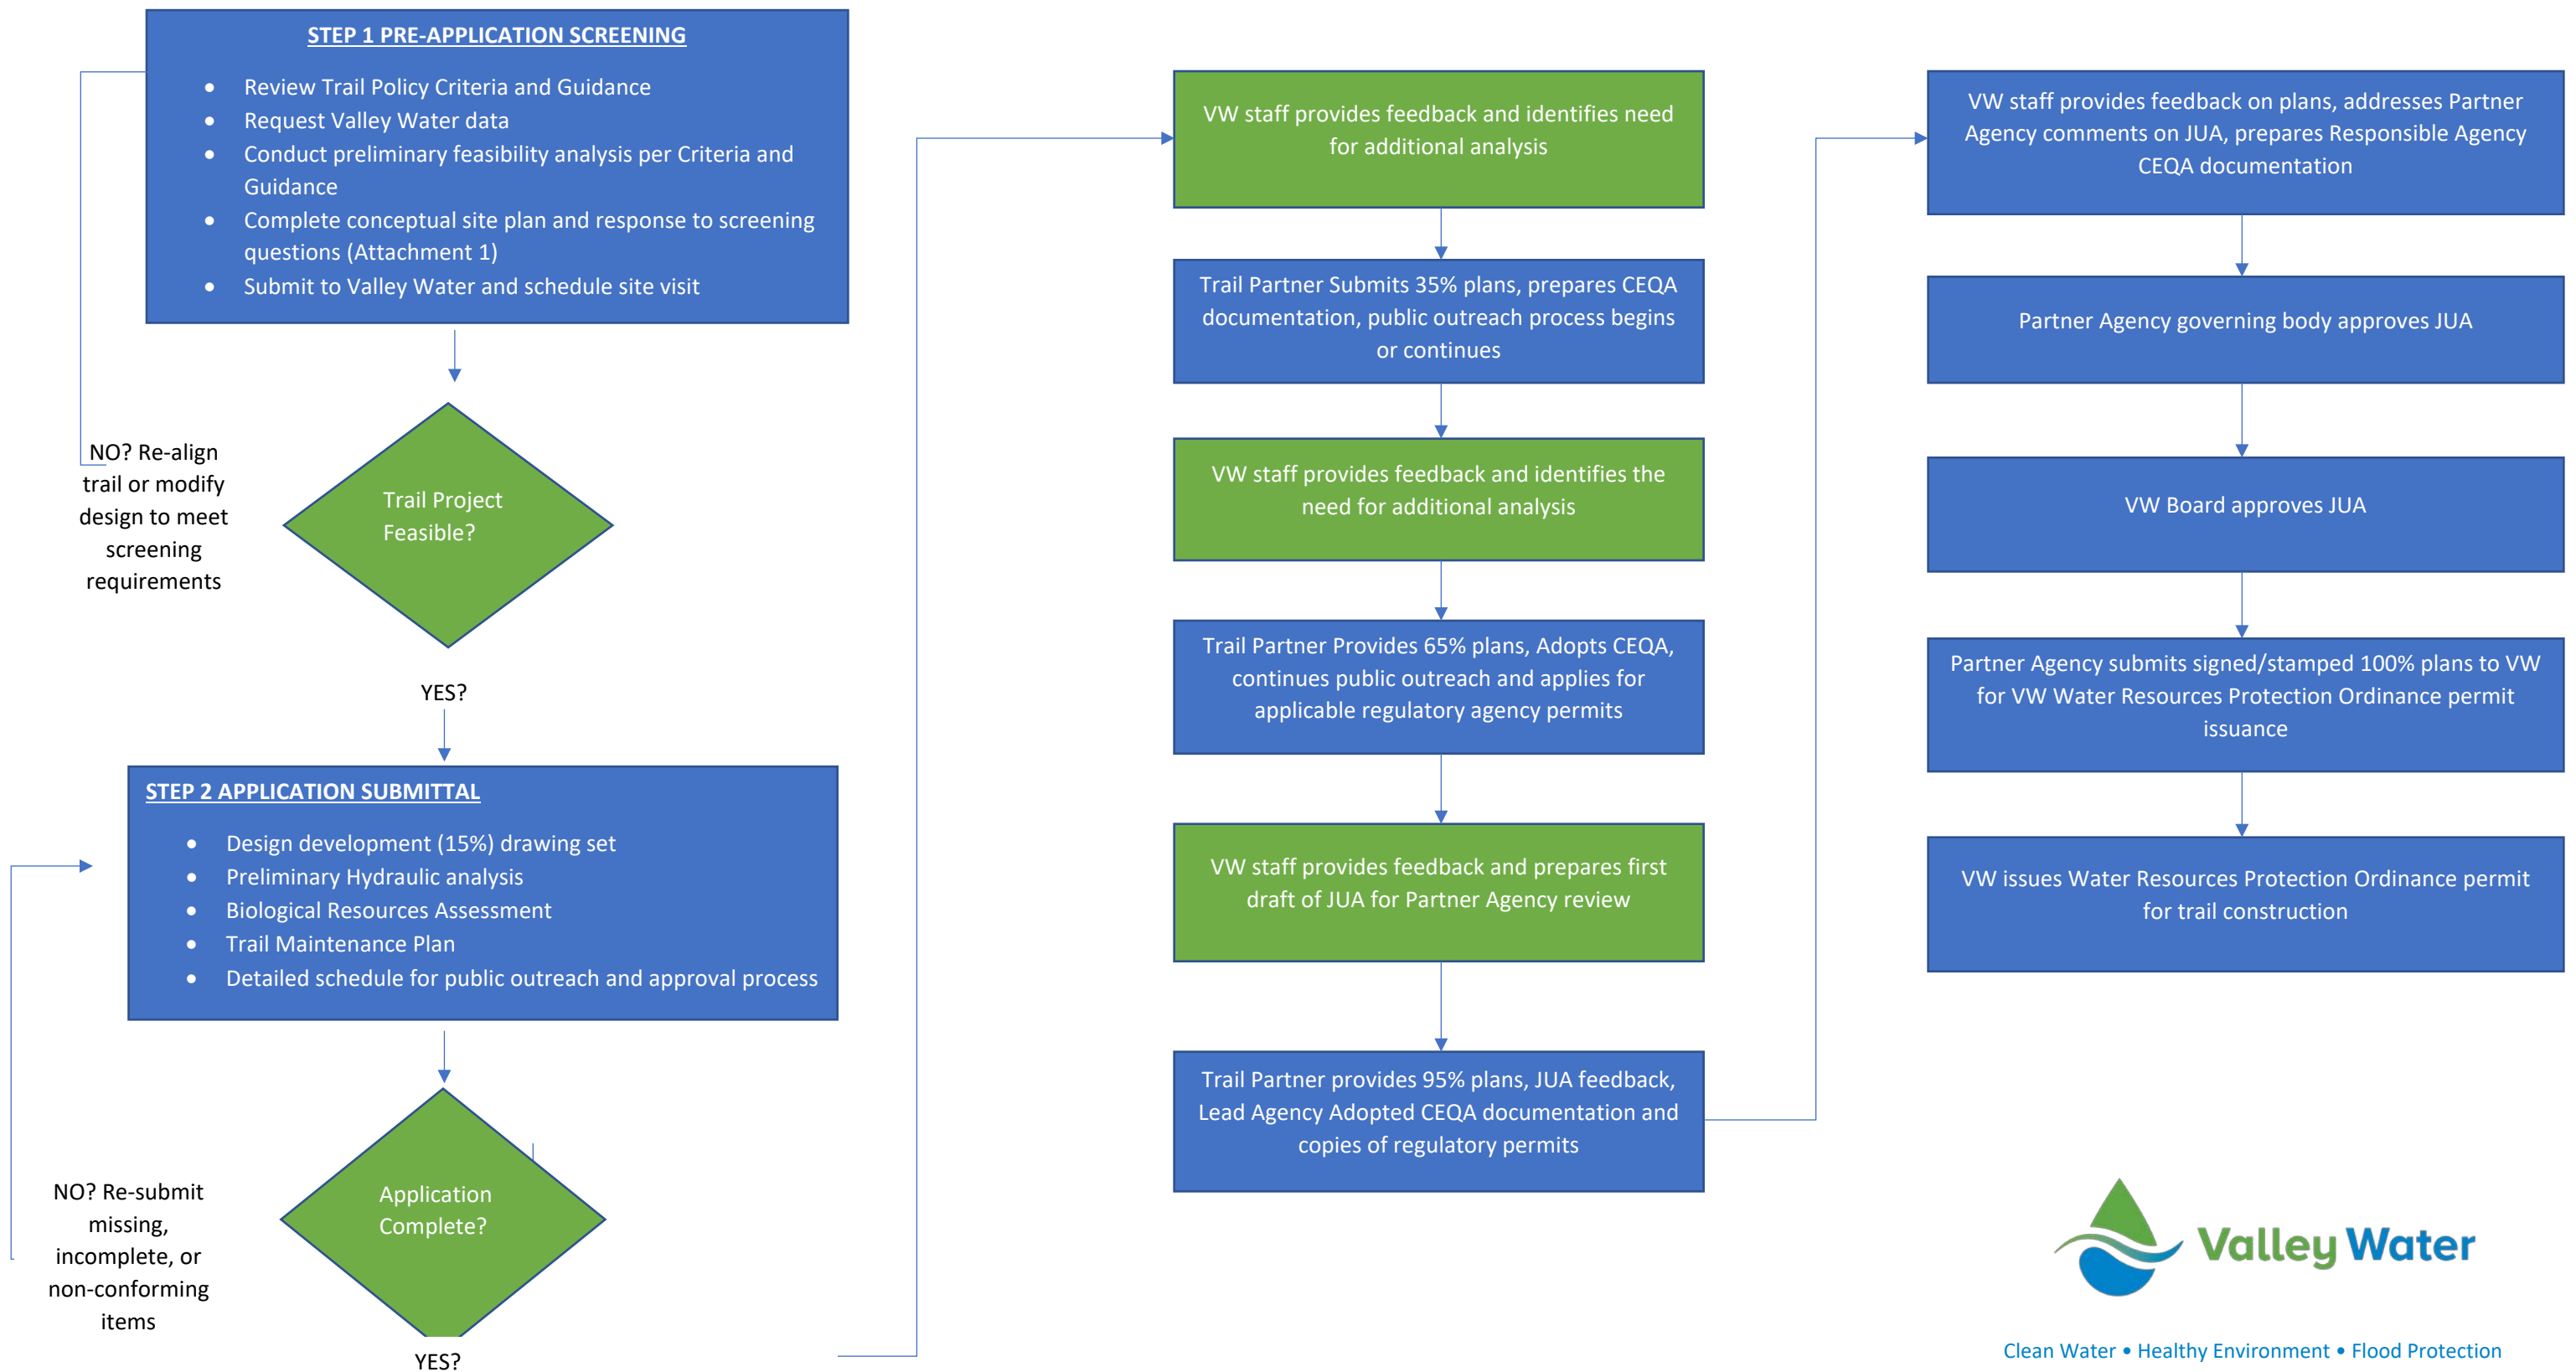 STEP 1 PRE-APPLICATION SCREENING
• Review Trail Policy Criteria and Guidance
• Request Valley Water data
• Conduct preliminary feasibility analysis per Criteria and
Guidance
• Complete conceptual site plan and response to screening
questions (Attachment 1)
• Submit to Valley Water and schedule site visit
NO? Re-align
trail or modify
design to meet
screening
requirements
Trail Project
Feasible?
YES?
STEP 2 APPLICATION SUBMITTAL
• Design development (15%) drawing set
• Preliminary Hydraulic analysis
• Biological Resources Assessment
• Trail Maintenance Plan
• Detailed schedule for public outreach and approval process
NO? Re-submit
missing,
incomplete, or
non-conforming
items
Application
Complete?
YES?
VW staff provides feedback and identifies need
for additional analysis
Trail Partner Submits 35% plans, prepares CEQA
documentation, public outreach process begins
or continues
VW staff provides feedback and identifies the
need for additional analysis
Trail Partner Provides 65% plans, Adopts CEQA,
continues public outreach and applies for
applicable regulatory agency permits
VW staff provides feedback and prepares first
draft of JUA for Partner Agency review
Trail Partner provides 95% plans, JUA feedback,
Lead Agency Adopted CEQA documentation and
copies of regulatory permits
VW staff provides feedback on plans, addresses Partner
Agency comments on JUA, prepares Responsible Agency
CEQA documentation
Partner Agency governing body approves JUA
VW Board approves JUA
Partner Agency submits signed/stamped 100% plans to VW
for VW Water Resources Protection Ordinance permit
issuance
VW issues Water Resources Protection Ordinance permit
for trail construction
Valley Water
Clean Water • Healthy Environment • Flood Protection